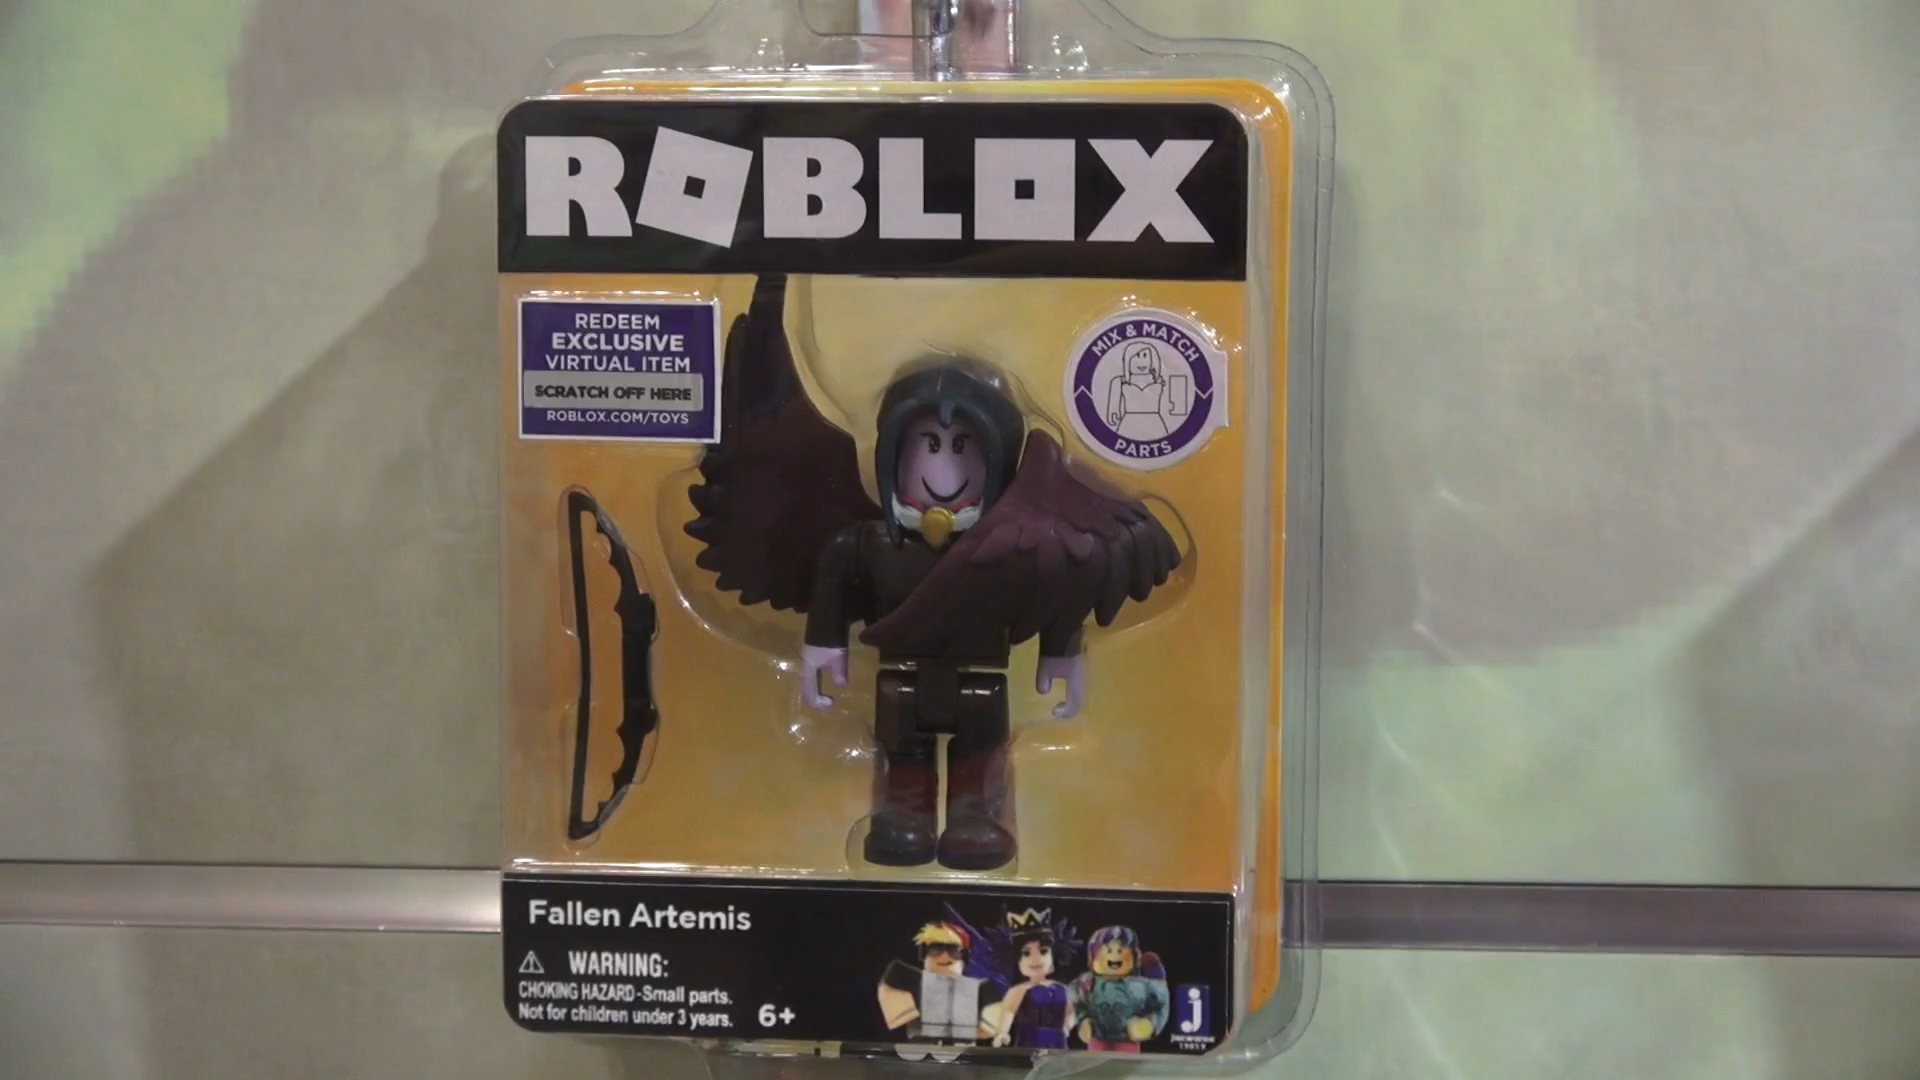 ROBLOX
REDEEM
EXCLUSIVE
VIRTUAL ITEM
SCRATCH OFF HERE
ROBLOX.COM/TOYS
MIX & MATCH
PARTS
Fallen Artemis
WARNING:
CHOKING HAZARD-Small parts.
Not for children under 3 years.
6+
j